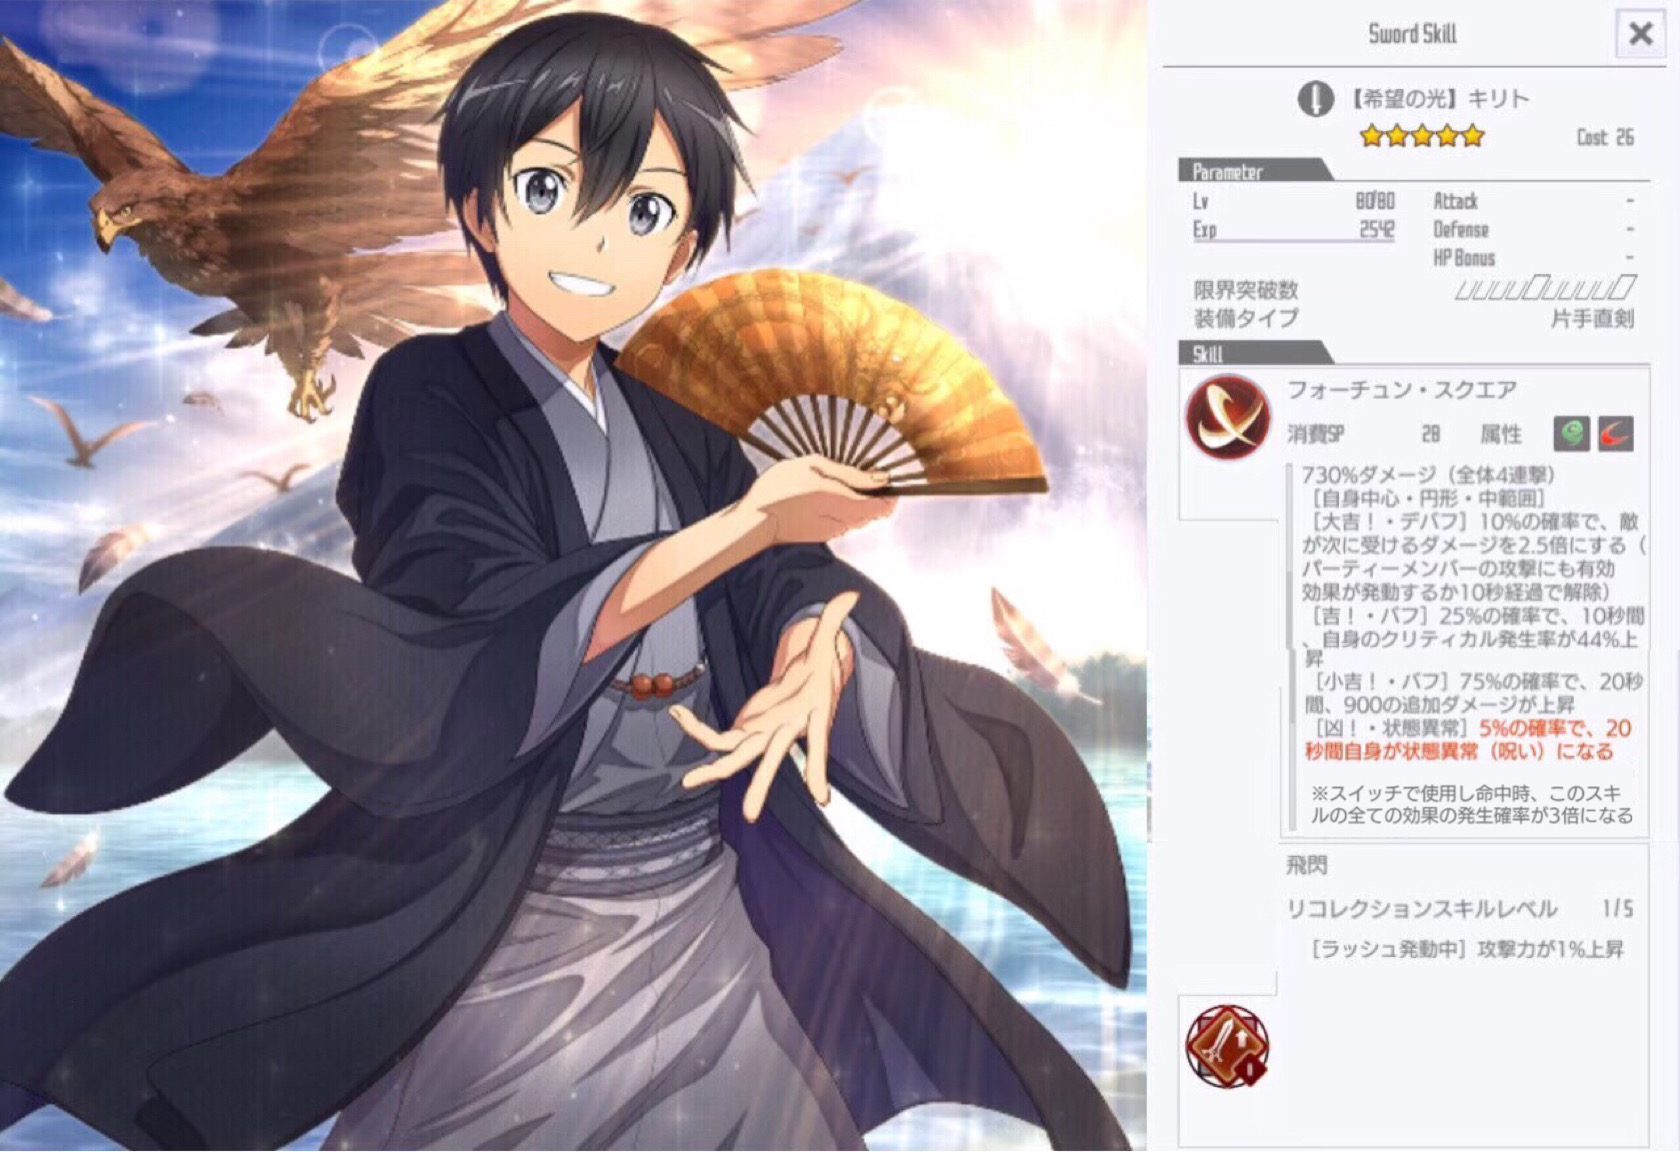 Sword Skill
【希望の光】キリト
Cost 26
Parameter
Lv 80/80 Attack -
Exp 2542 Defense -
HP Bonus -
限界突破数
装備タイプ 片手直剣
Skill
フォーチュン・スクエア
消費SP 28 属性
730%ダメージ（全体4連撃）
［自身中心・円形・中範囲］
［大吉！・デバフ］10%の確率で、敵
が次に受けるダメージを2.5倍にする（
パーティーメンバーの攻撃にも有効
効果が発動するか10秒経過で解除）
［吉！・バフ］25%の確率で、10秒間
、自身のクリティカル発生率が44%上
昇
［小吉！・バフ］75%の確率で、20秒
間、900の追加ダメージが上昇
［凶！・状態異常］5%の確率で、20
秒間自身が状態異常（呪い）になる
※スイッチで使用し命中時、このスキ
ルの全ての効果の発生確率が3倍になる
飛閃
リコレクションスキルレベル 1/5
［ラッシュ発動中］攻撃力が1%上昇